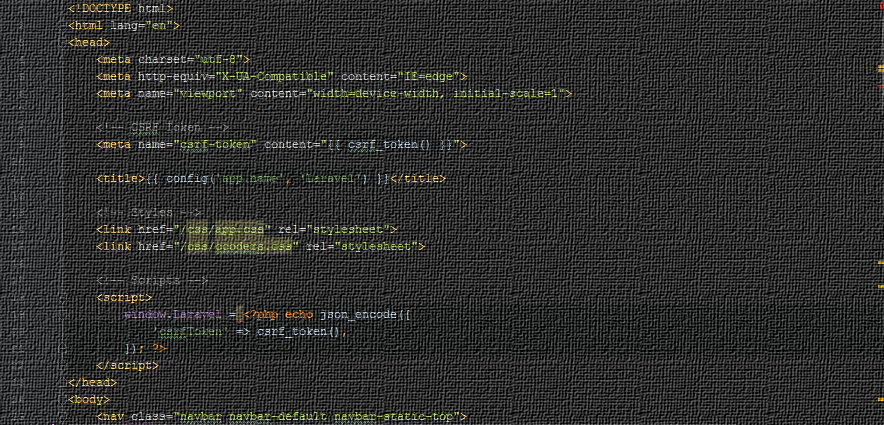 <!DOCTYPE html>
<html lang="en">
<head>
<meta charset="utf-8">
<meta http-equiv="X-UA-Compatible" content="IE=edge">
<meta name="viewport" content="width=device-width, initial-scale=1">
<!-- CSRF Token -->
<meta name="csrf-token" content="{{ csrf_token() }}">
<title>{{ config('app.name', 'Laravel') }}</title>
<!-- Styles -->
<link href="/css/app.css" rel="stylesheet">
<link href="/css/ccoders.css" rel="stylesheet">
<!-- Scripts -->
<script>
window.Laravel = <?php echo json_encode([
'csrfToken' => csrf_token(),
]); ?>
</script>
</head>
<body>
<nav class="navbar navbar-default navbar-static-top">